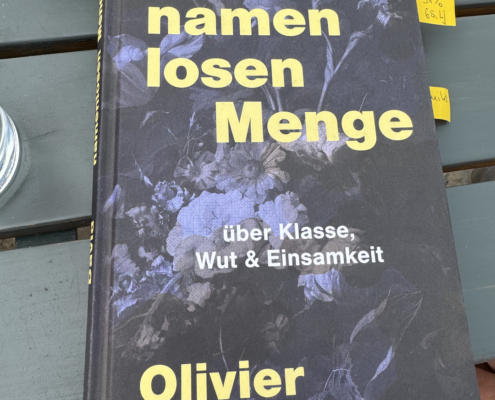 namen
losen
Menge
über Klasse,
Wut & Einsamkeit
Olivier